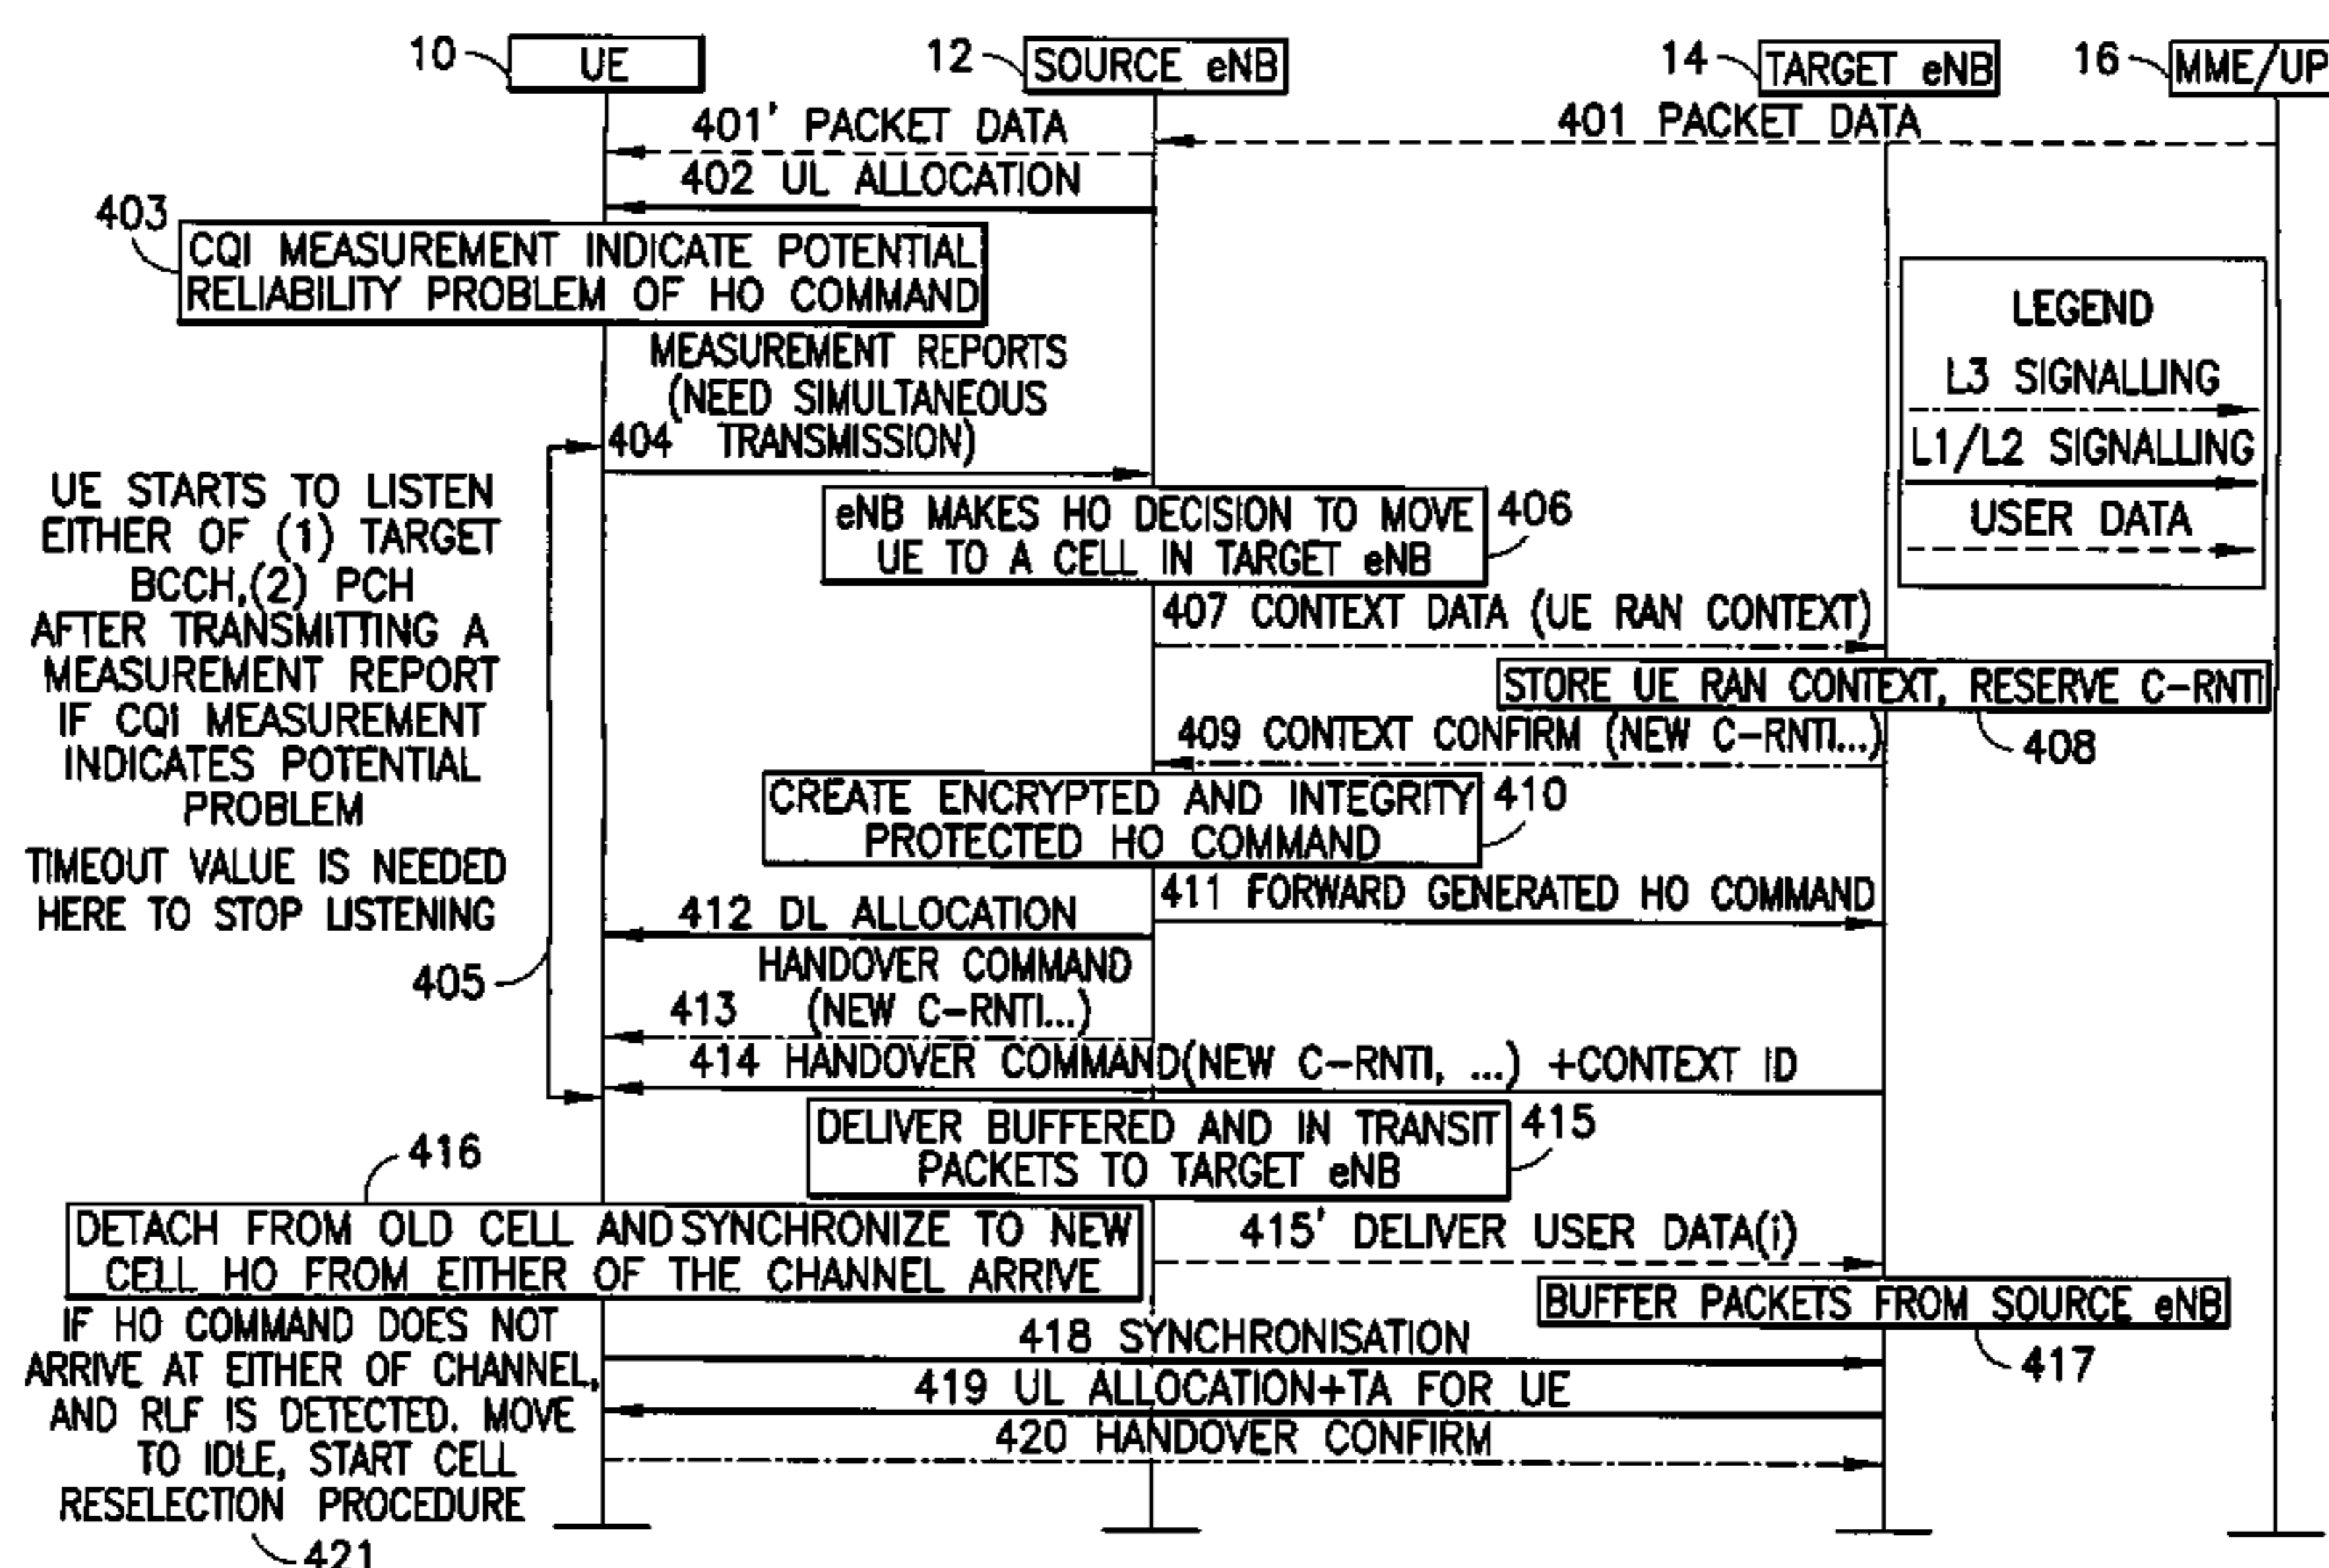 10 UE
12 SOURCE eNB
14 TARGET eNB
16 MME/UP
401' PACKET DATA
401 PACKET DATA
402 UL ALLOCATION
403
CQI MEASUREMENT INDICATE POTENTIAL
RELIABILITY PROBLEM OF HO COMMAND
LEGEND
L3 SIGNALLING
L1/L2 SIGNALLING
USER DATA
MEASUREMENT REPORTS
(NEED SIMULTANEOUS
404 TRANSMISSION)
UE STARTS TO LISTEN
EITHER OF (1) TARGET
BCCH,(2) PCH
AFTER TRANSMITTING A
MEASUREMENT REPORT
IF CQI MEASUREMENT
INDICATES POTENTIAL
PROBLEM
TIMEOUT VALUE IS NEEDED
HERE TO STOP LISTENING
405
eNB MAKES HO DECISION TO MOVE
UE TO A CELL IN TARGET eNB
406
407 CONTEXT DATA (UE RAN CONTEXT)
STORE UE RAN CONTEXT, RESERVE C-RNTI
408
409 CONTEXT CONFIRM (NEW C-RNTI...)
CREATE ENCRYPTED AND INTEGRITY
PROTECTED HO COMMAND
410
411 FORWARD GENERATED HO COMMAND
412 DL ALLOCATION
HANDOVER COMMAND
413 (NEW C-RNTI...)
414 HANDOVER COMMAND(NEW C-RNTI, ...) +CONTEXT ID
DELIVER BUFFERED AND IN TRANSIT
PACKETS TO TARGET eNB
415
416
DETACH FROM OLD CELL AND SYNCHRONIZE TO NEW
CELL HO FROM EITHER OF THE CHANNEL ARRIVE
415' DELIVER USER DATA(i)
BUFFER PACKETS FROM SOURCE eNB
417
IF HO COMMAND DOES NOT
ARRIVE AT EITHER OF CHANNEL,
AND RLF IS DETECTED. MOVE
TO IDLE, START CELL
RESELECTION PROCEDURE
421
418 SYNCHRONISATION
419 UL ALLOCATION+TA FOR UE
420 HANDOVER CONFIRM